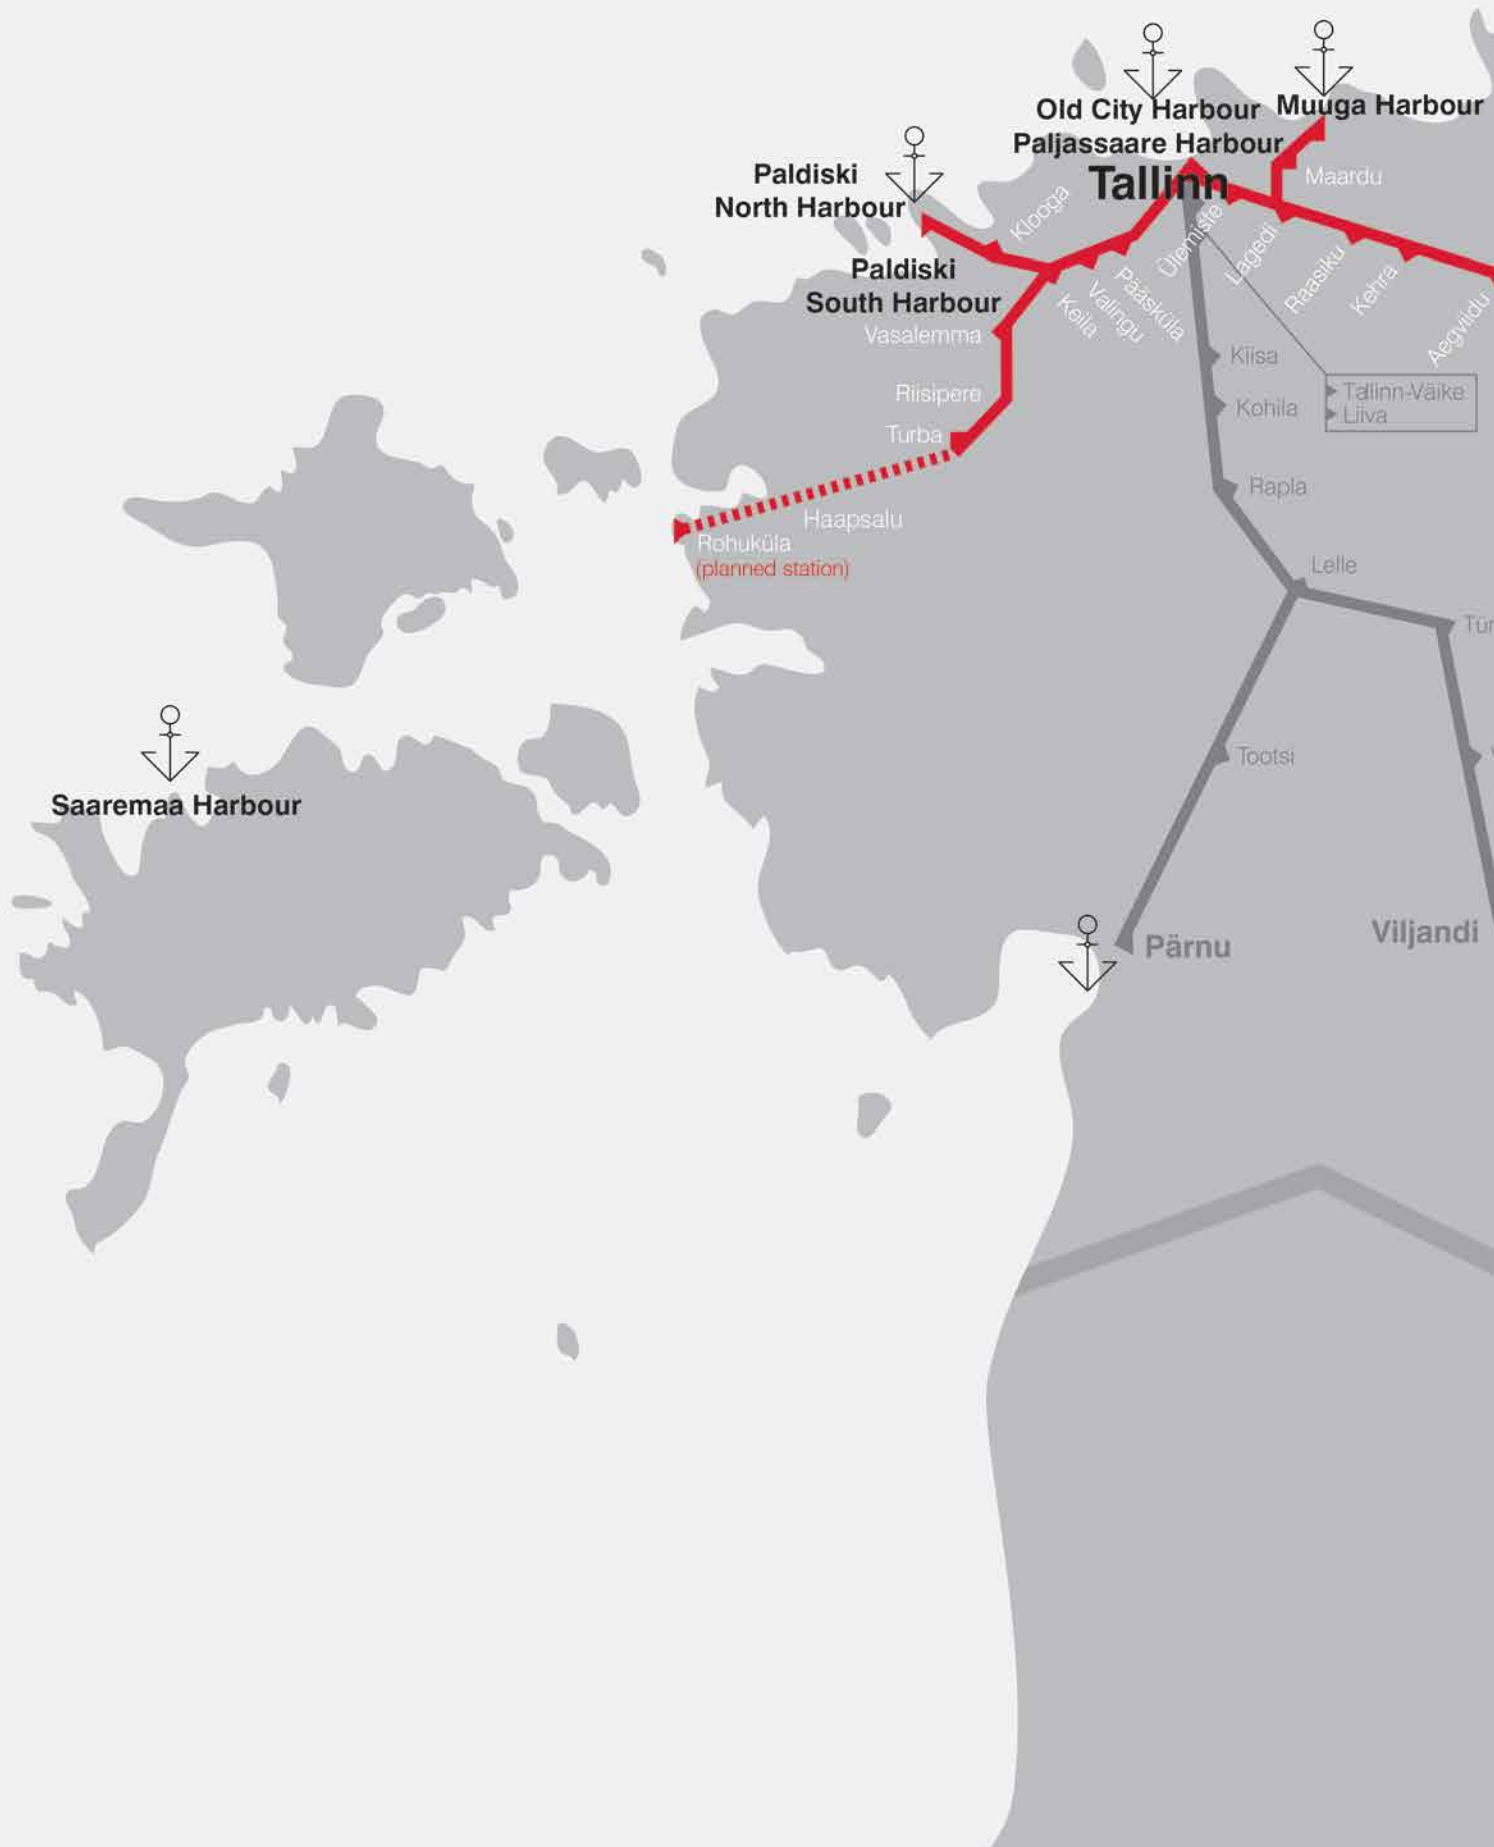 Old City Harbour
Muuga Harbour
Paljassaare Harbour
Tallinn
Maardu
Paldiski
North Harbour
Klooga
Paldiski
South Harbour
Keila
Valingu
Pääsküla
Ülemiste
Lagedi
Raasiku
Kehra
Aegviidu
Vasalemma
Riisipere
Turba
Kiisa
Kohila
Tallinn-Väike
Liiva
Rapla
Haapsalu
Rohuküla
(planned station)
Lelle
Tür
Tootsi
Saaremaa Harbour
Pärnu
Viljandi